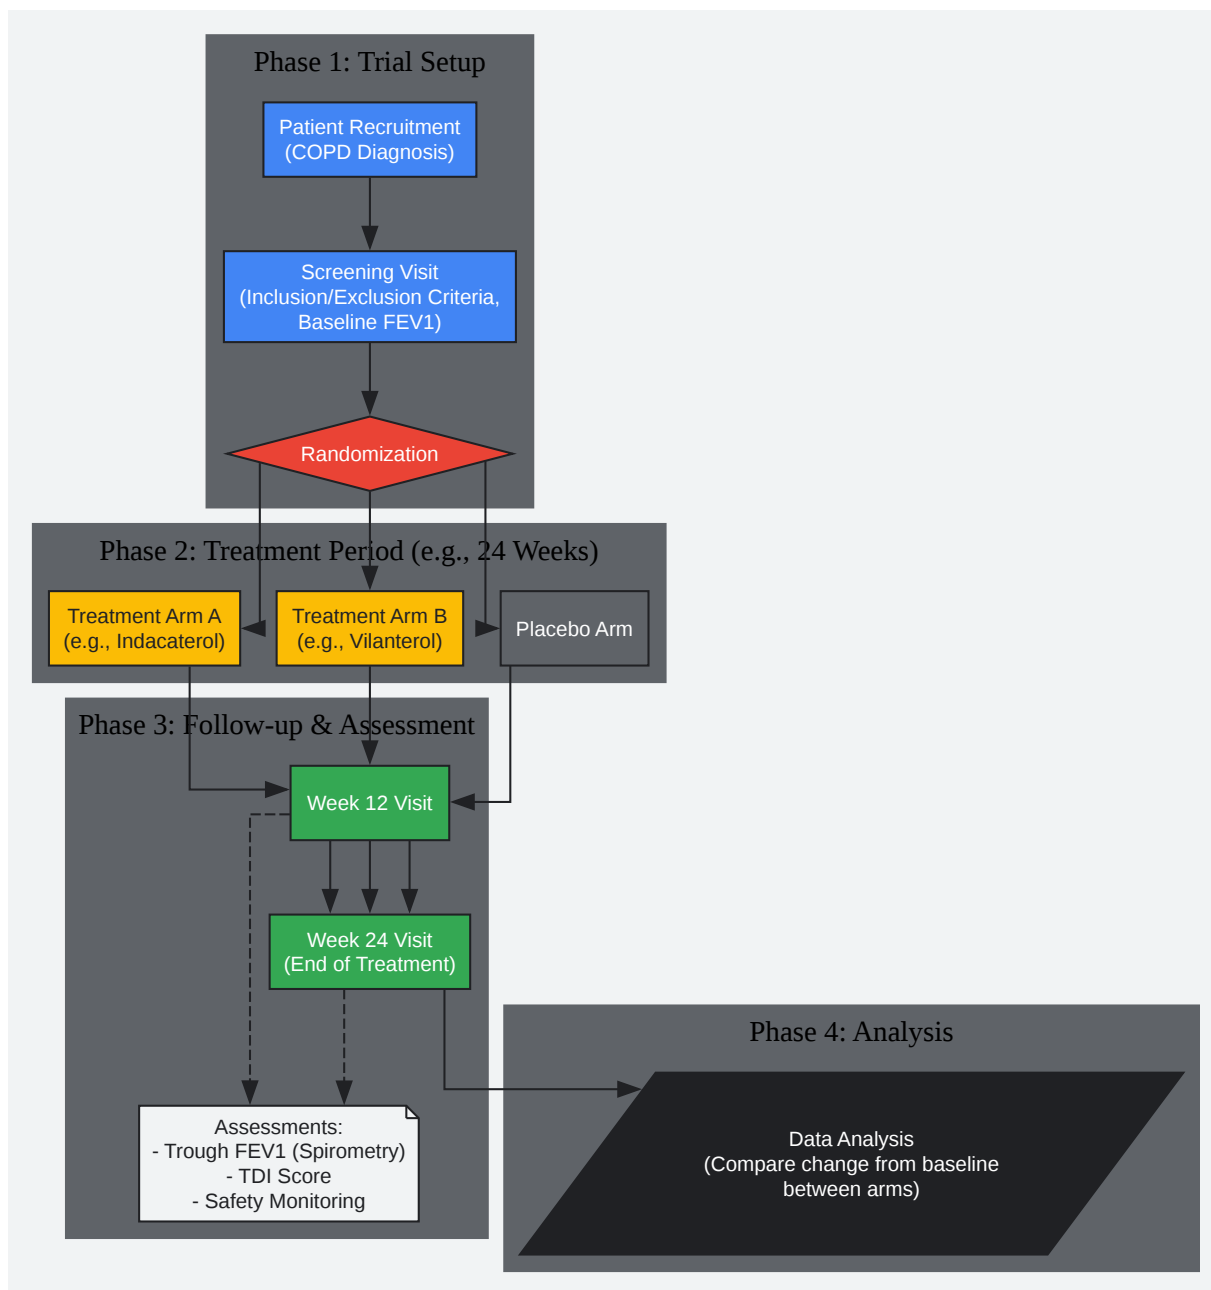 Phase 1: Trial Setup
Patient Recruitment
(COPD Diagnosis)
Screening Visit
(Inclusion/Exclusion Criteria,
Baseline FEV1)
Randomization
Phase 2: Treatment Period (e.g., 24 Weeks)
Treatment Arm A
(e.g., Indacaterol)
Treatment Arm B
(e.g., Vilanterol)
Placebo Arm
Phase 3: Follow-up & Assessment
Week 12 Visit
Week 24 Visit
(End of Treatment)
Assessments:
- Trough FEV1 (Spirometry)
- TDI Score
- Safety Monitoring
Phase 4: Analysis
Data Analysis
(Compare change from baseline
between arms)